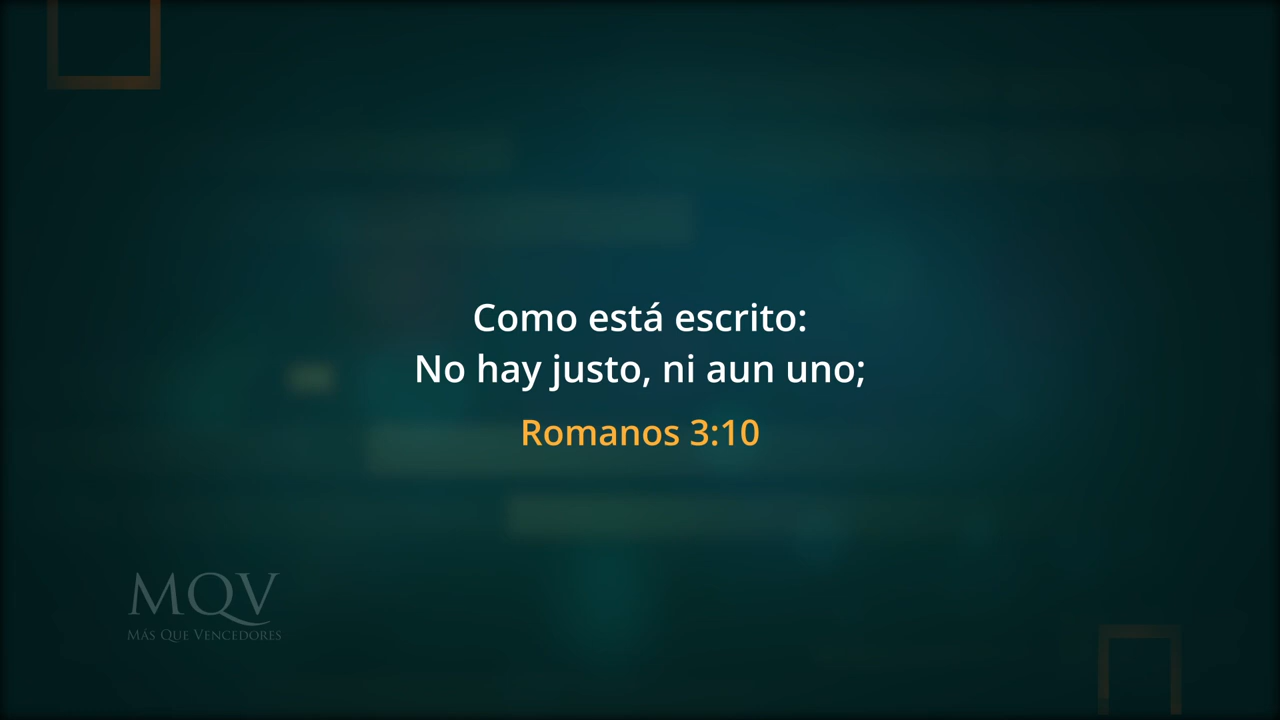 Como está escrito:
No hay justo, ni aun uno;
Romanos 3:10
MQV
Más Que Vencedores